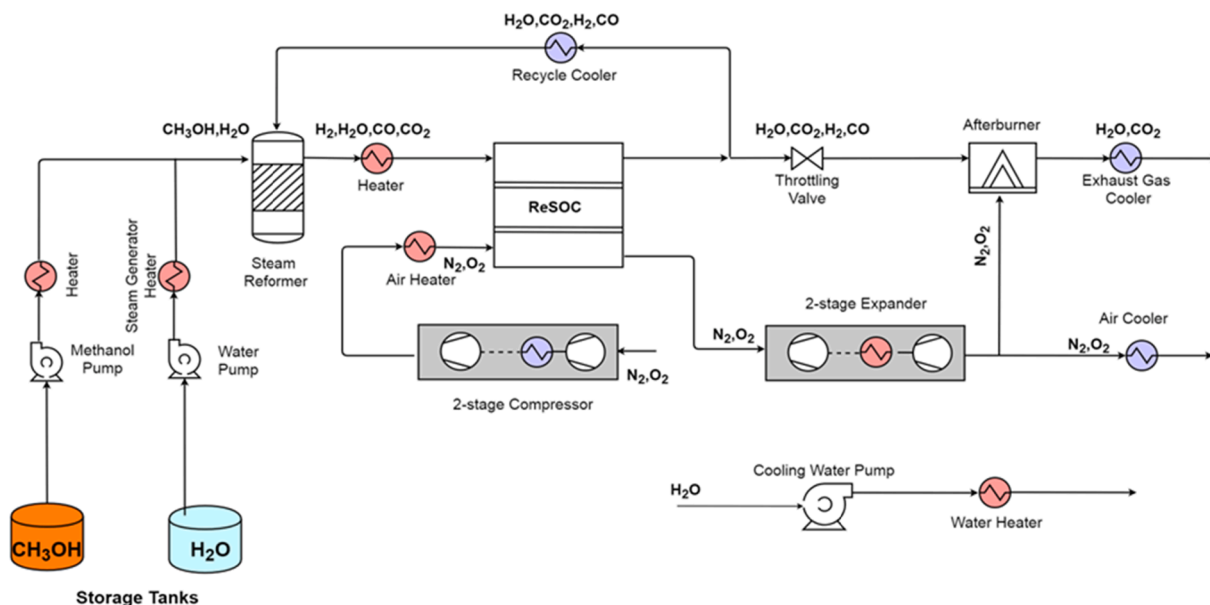 H₂O,CO₂,H₂,CO
Recycle Cooler
CH₃OH,H₂O
H₂,H₂O,CO,CO₂
Heater
Steam
Reformer
ReSOC
H₂O,CO₂,H₂,CO
Throttling
Valve
Afterburner
H₂O,CO₂
Exhaust Gas
Cooler
Heater
Steam Generator
Heater
Air Heater
N₂,O₂
N₂,O₂
Methanol
Pump
Water
Pump
2-stage Compressor
N₂,O₂
N₂,O₂
2-stage Expander
N₂,O₂
Air Cooler
Cooling Water Pump
H₂O
Water Heater
CH₃OH
H₂O
Storage Tanks